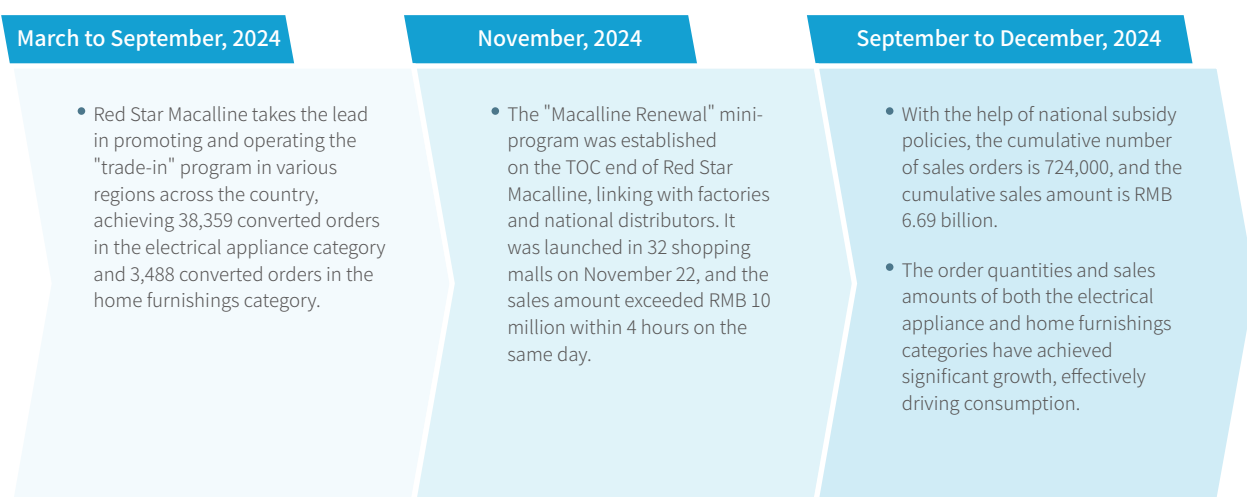 March to September, 2024
• Red Star Macalline takes the lead
in promoting and operating the
"trade-in" program in various
regions across the country,
achieving 38,359 converted orders
in the electrical appliance category
and 3,488 converted orders in the
home furnishings category.
November, 2024
• The "Macalline Renewal" mini-
program was established
on the TOC end of Red Star
Macalline, linking with factories
and national distributors. It
was launched in 32 shopping
malls on November 22, and the
sales amount exceeded RMB 10
million within 4 hours on the
same day.
September to December, 2024
• With the help of national subsidy
policies, the cumulative number
of sales orders is 724,000, and the
cumulative sales amount is RMB
6.69 billion.
• The order quantities and sales
amounts of both the electrical
appliance and home furnishings
categories have achieved
significant growth, effectively
driving consumption.